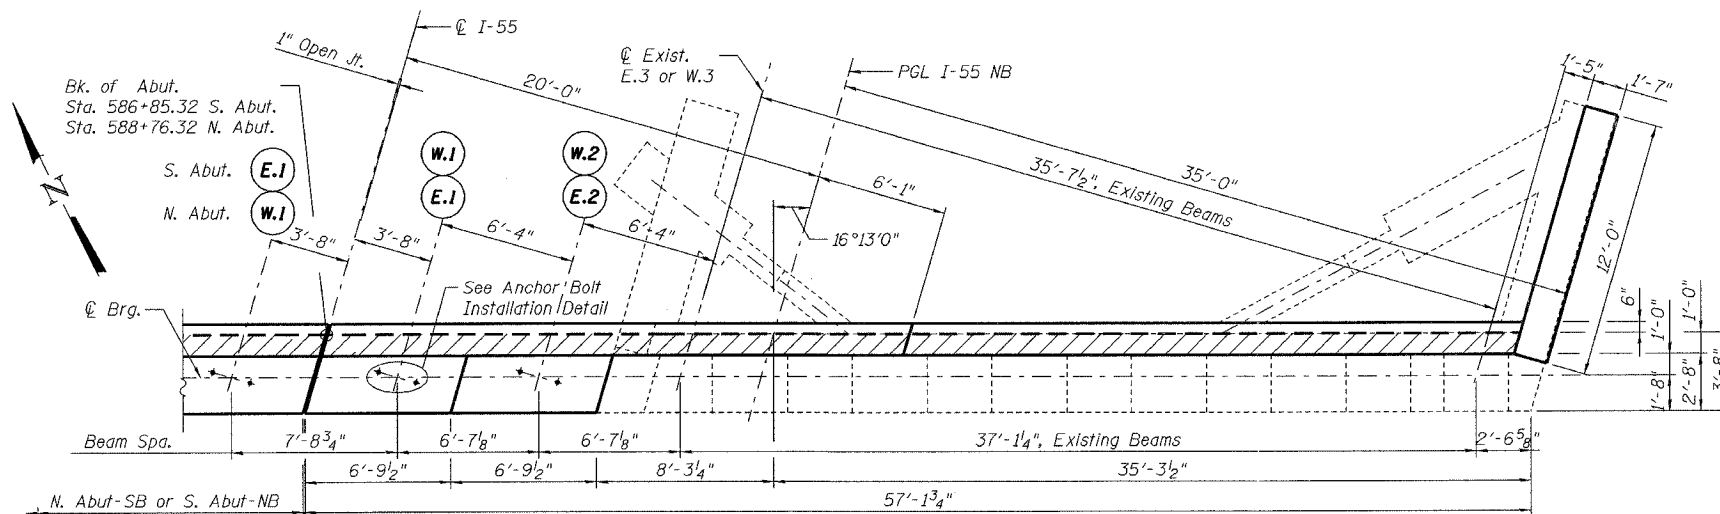 ℄ I-55
1" Open Jt.
℄ Exist.
E.3 or W.3
PGL I-55 NB
1'-5"
1'-7"
Bk. of Abut.
Sta. 586+85.32 S. Abut.
Sta. 588+76.32 N. Abut.
20'-0"
S. Abut.
E.1
W.1
W.2
N. Abut.
W.1
E.1
E.2
35'-0"
35'-7½", Existing Beams
6'-1"
12'-0"
N
3'-8"
3'-8"
6'-4"
6'-4"
16°13'0"
See Anchor Bolt
Installation Detail
℄ Brg.
6"
1'-0"
1'-0"
1'-8"
2'-8"
3'-8"
Beam Spa.
7'-8¾"
6'-7⅛"
6'-7⅛"
37'-1¼", Existing Beams
2'-6⅝"
6'-9½"
6'-9½"
8'-3¼"
35'-3½"
N. Abut-SB or S. Abut-NB
57'-1¾"